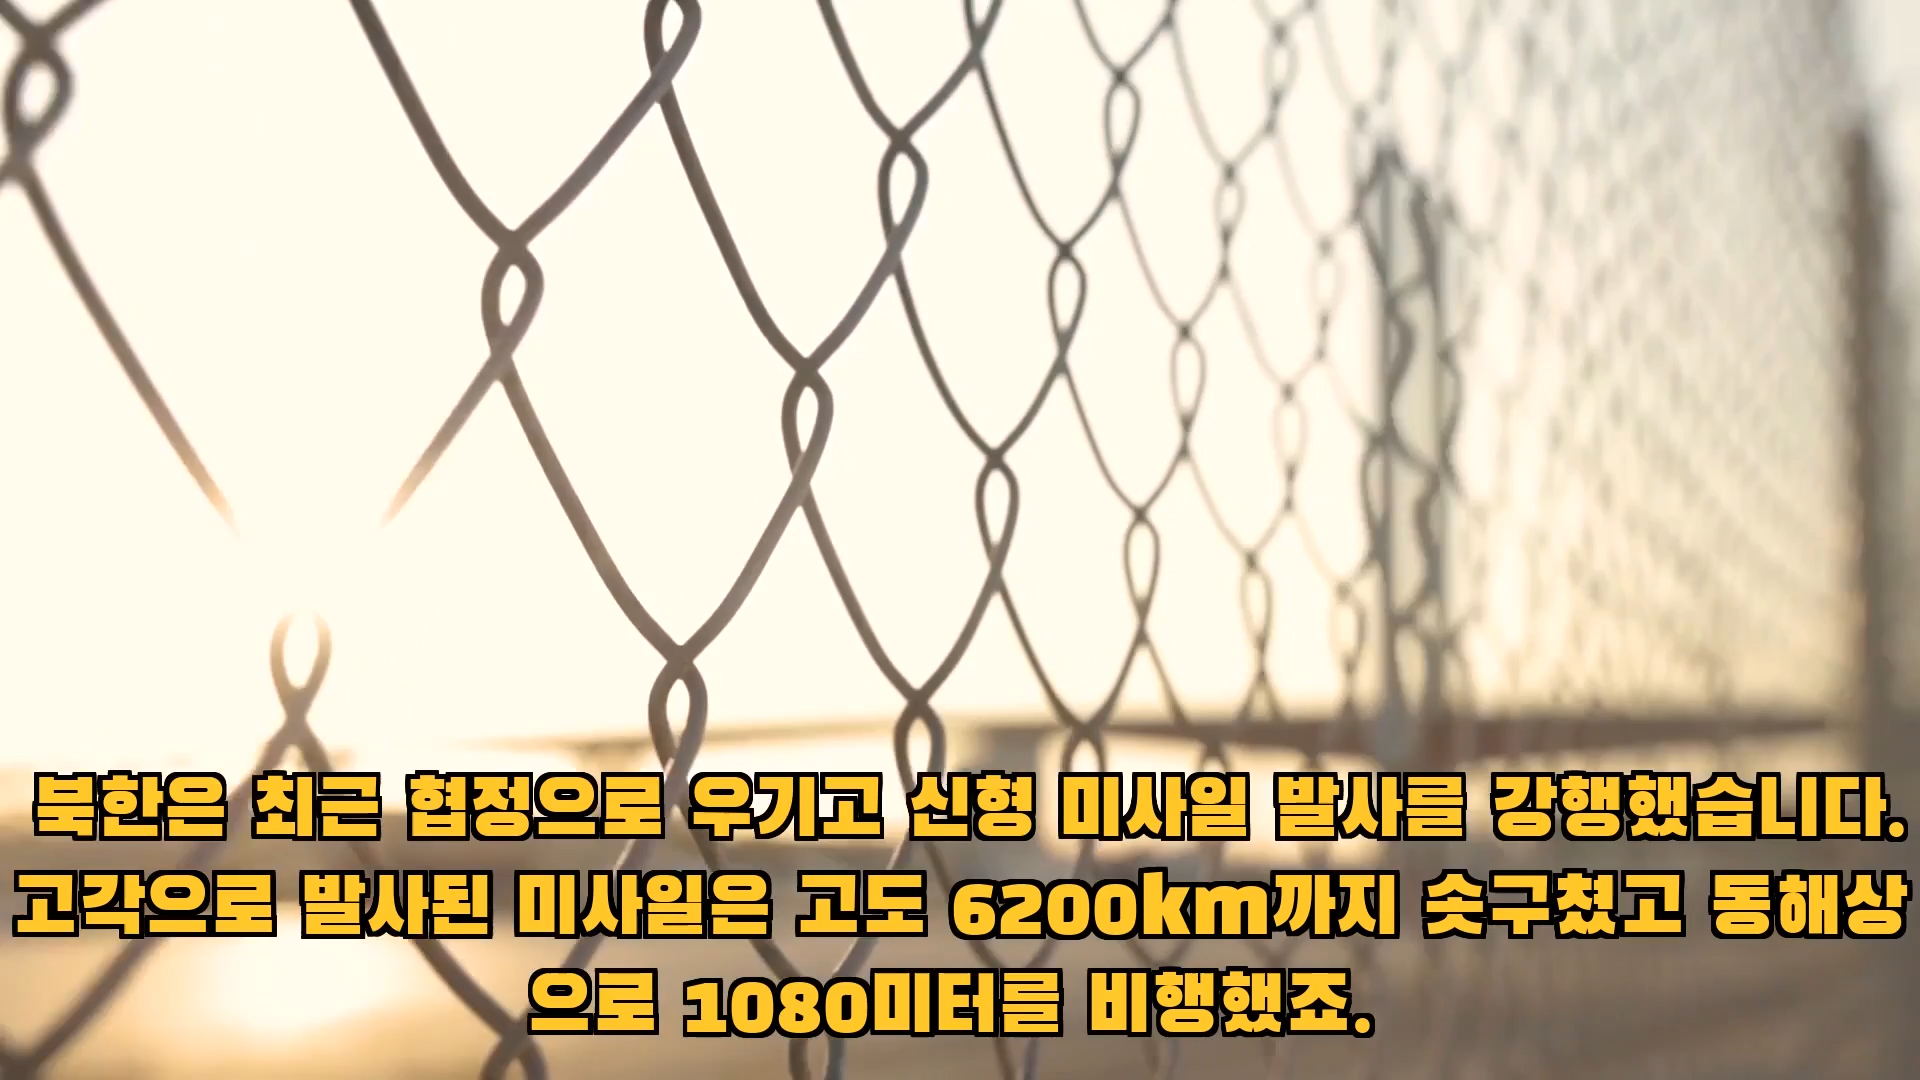 북한은 최근 협정으로 우기고 신형 미사일 발사를 강행했습니다.
고각으로 발사된 미사일은 고도 6200km까지 솟구쳤고 동해상
으로 1080미터를 비행했죠.